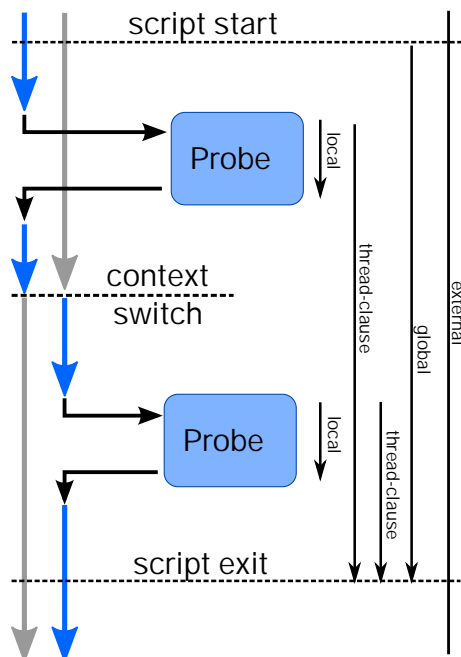 script start
Probe
local
thread-clause
external
global
context
switch
Probe
local
thread-clause
script exit